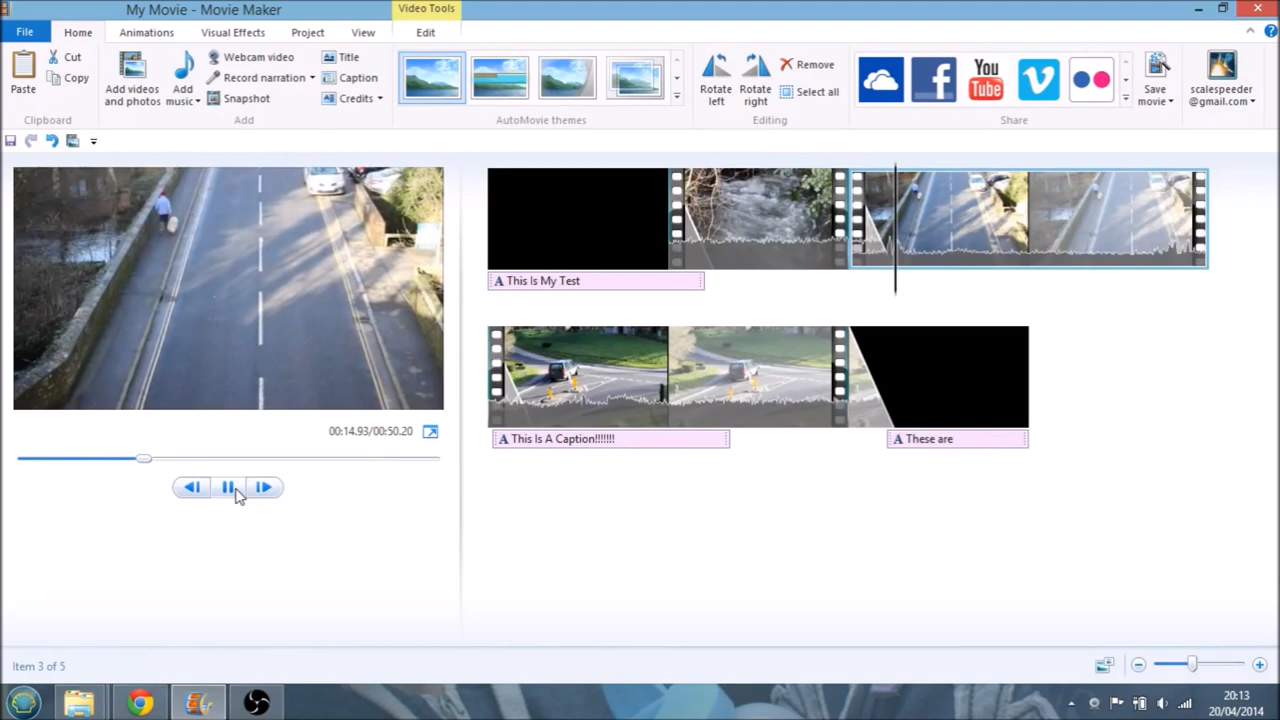 My Movie - Movie Maker
Video Tools
File
Home
Animations
Visual Effects
Project
View
Edit
Paste
Cut
Copy
Clipboard
Add videos
and photos
Add
music
Webcam video
Record narration
Snapshot
Title
Caption
Credits
Add
AutoMovie themes
Rotate
left
Rotate
right
Remove
Select all
Editing
You
Tube
Share
Save
movie
scalespeeder
@gmail.com
A This Is My Test
A This Is A Caption!!!!!!!
A These are
00:14.93/00:50.20
Item 3 of 5
20:13
20/04/2014